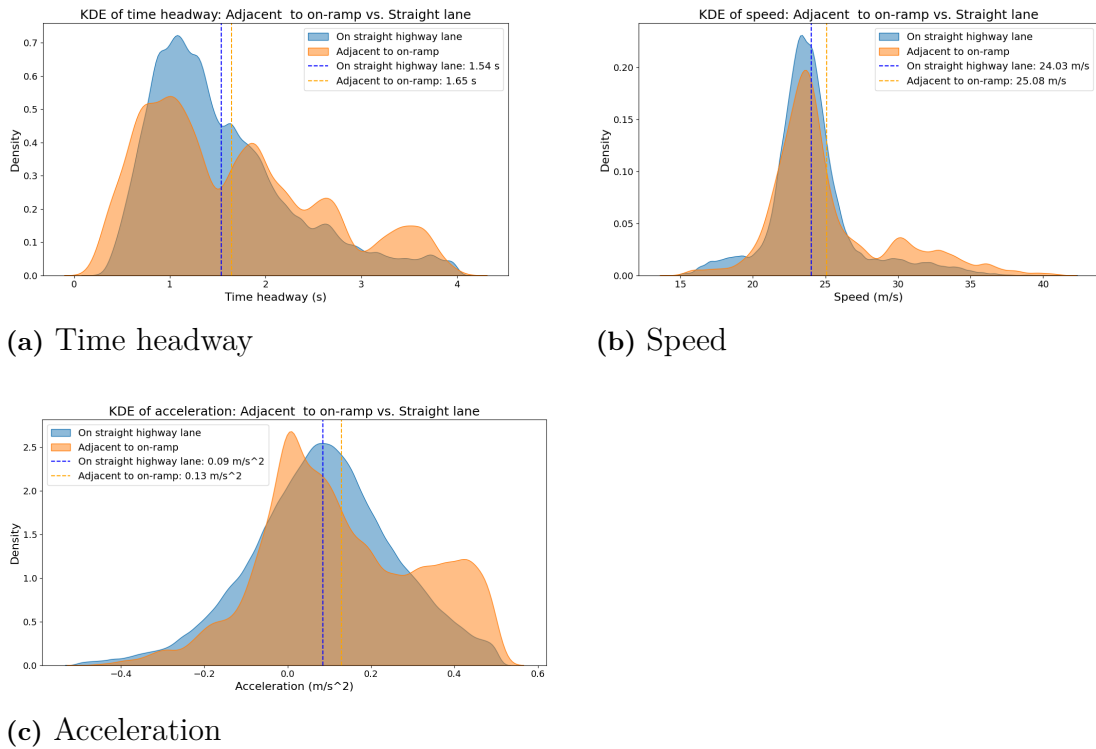 KDE of time headway: Adjacent  to on-ramp vs. Straight lane
On straight highway lane
Adjacent to on-ramp
On straight highway lane: 1.54 s
Adjacent to on-ramp: 1.65 s
Density
0.7
0.6
0.5
0.4
0.3
0.2
0.1
0.0
0 1 2 3 4
Time headway (s)
(a) Time headway
KDE of speed: Adjacent  to on-ramp vs. Straight lane
On straight highway lane
Adjacent to on-ramp
On straight highway lane: 24.03 m/s
Adjacent to on-ramp: 25.08 m/s
Density
0.20
0.15
0.10
0.05
0.00
15 20 25 30 35 40
Speed (m/s)
(b) Speed
KDE of acceleration: Adjacent  to on-ramp vs. Straight lane
On straight highway lane
Adjacent to on-ramp
On straight highway lane: 0.09 m/s^2
Adjacent to on-ramp: 0.13 m/s^2
Density
2.5
2.0
1.5
1.0
0.5
0.0
−0.4 −0.2 0.0 0.2 0.4 0.6
Acceleration (m/s^2)
(c) Acceleration